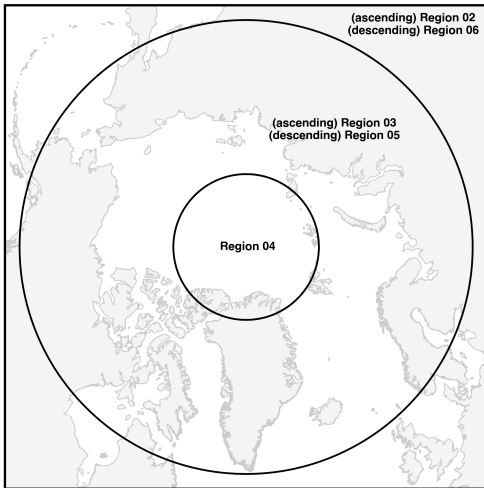 (ascending) Region 02
(descending) Region 06
(ascending) Region 03
(descending) Region 05
Region 04